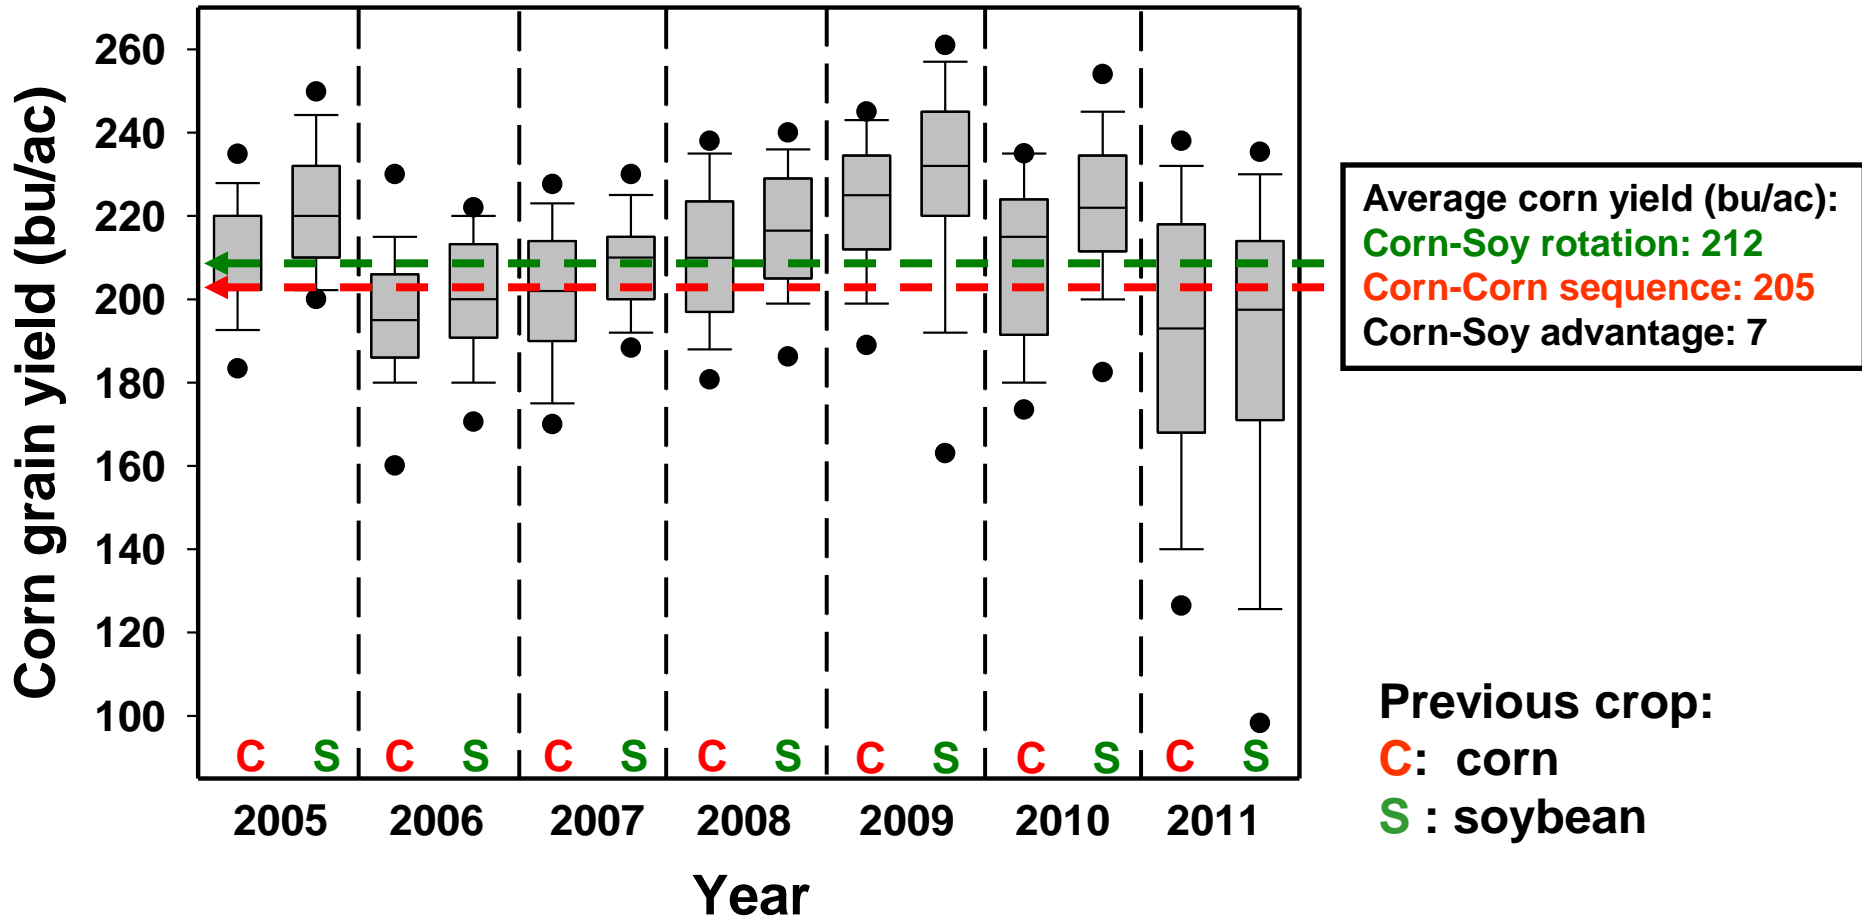 Corn grain yield (bu/ac)
260
240
220
200
180
160
140
120
100
C S C S C S C S C S C S C S
2005 2006 2007 2008 2009 2010 2011
Year
Average corn yield (bu/ac):
Corn-Soy rotation: 212
Corn-Corn sequence: 205
Corn-Soy advantage: 7
Previous crop:
C: corn
S : soybean